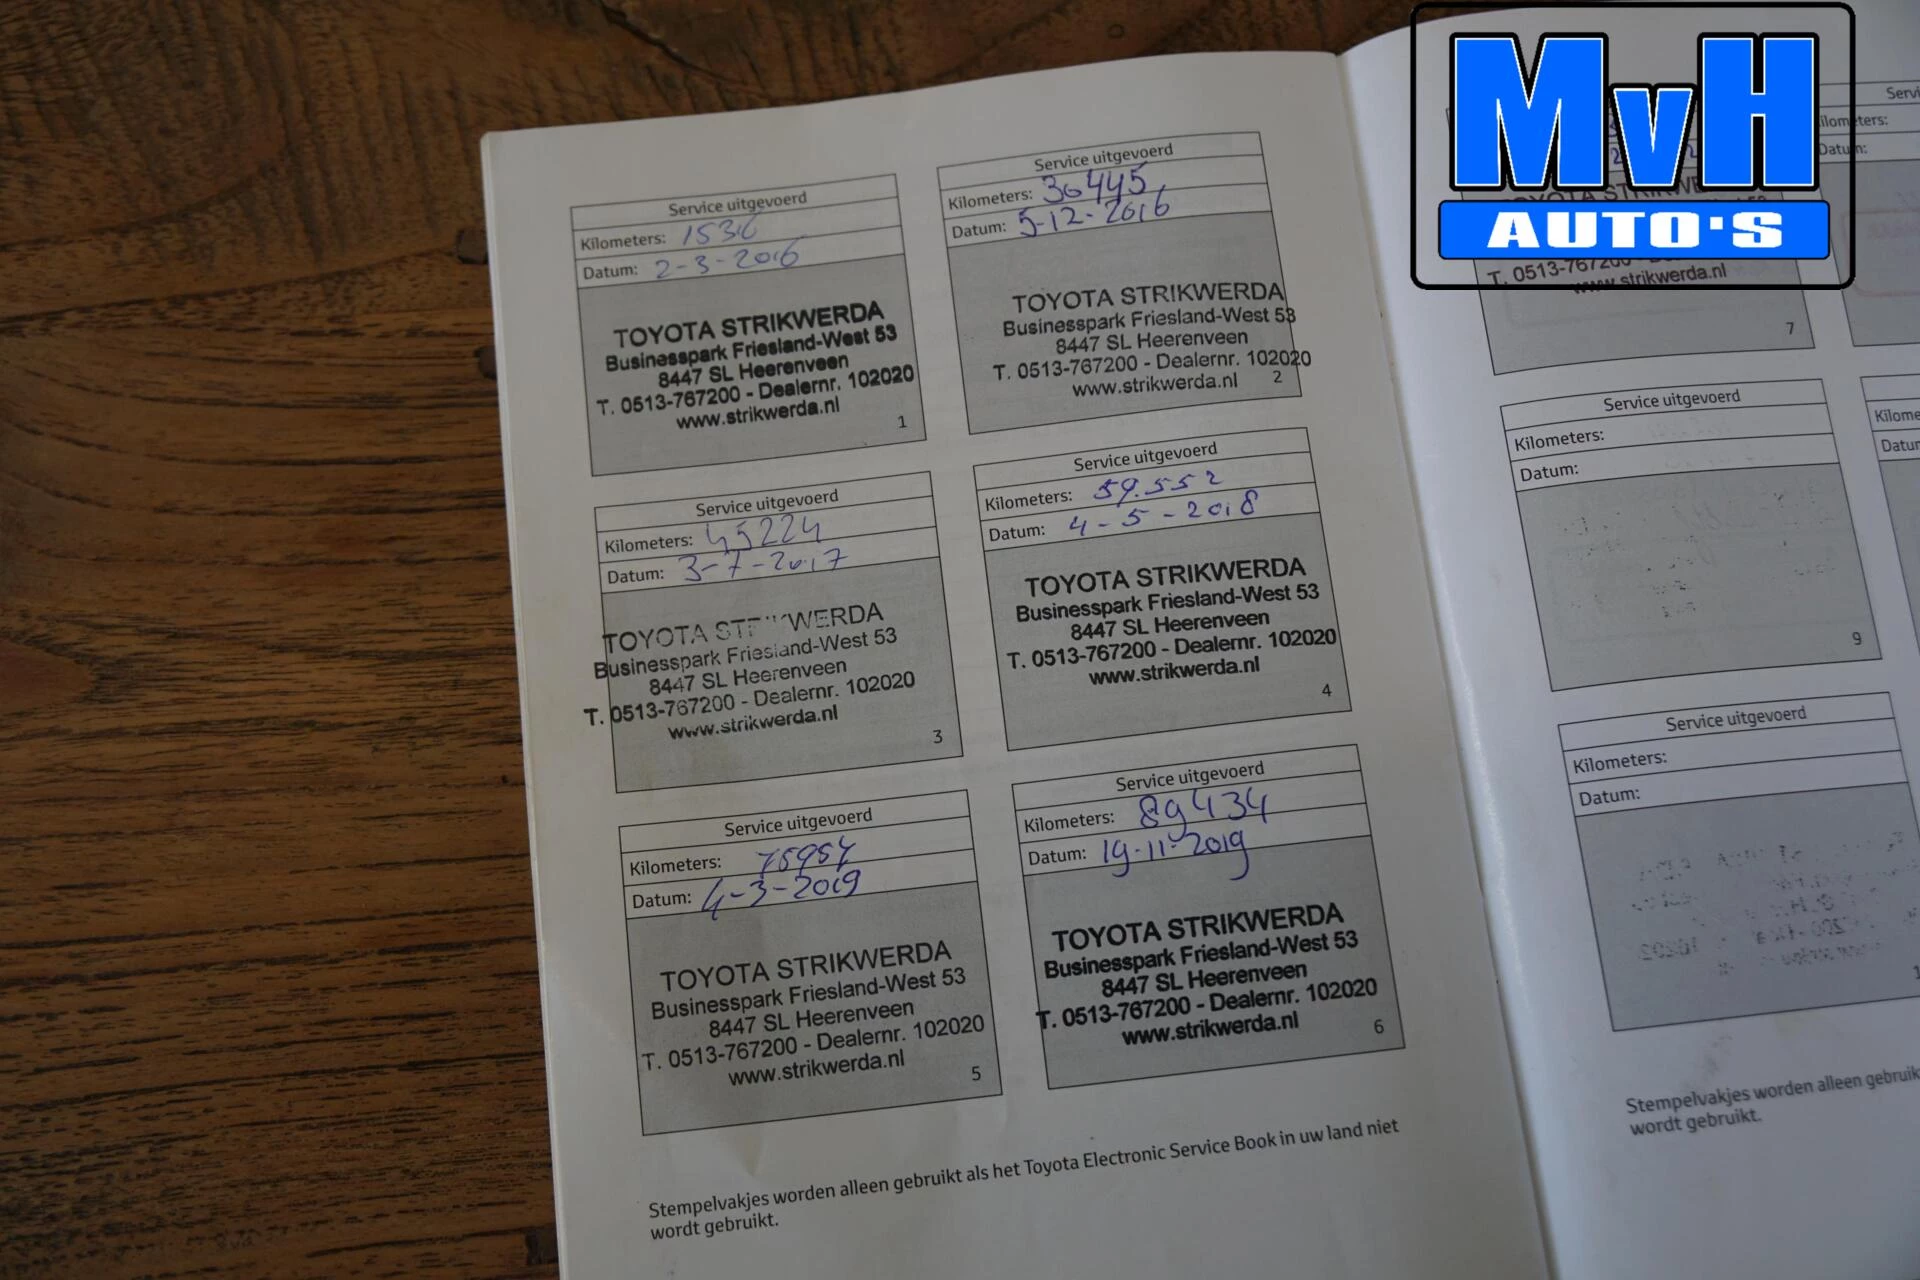 Service uitgevoerd
Kilometers:
Datum: 2-3-2016
TOYOTA STRIKWERDA
Businesspark Friesland-West 53
8447 SL Heerenveen
T. 0513-767200 - Dealernr. 102020
www.strikwerda.nl
1
Service uitgevoerd
Kilometers: 30445
Datum: 5-12-2016
TOYOTA STRIKWERDA
Businesspark Friesland-West 53
8447 SL Heerenveen
T. 0513-767200 - Dealernr. 102020
www.strikwerda.nl
2
Service uitgevoerd
Kilometers: 45224
Datum: 3-7-2017
TOYOTA STRIKWERDA
Businesspark Friesland-West 53
8447 SL Heerenveen
T. 0513-767200 - Dealernr. 102020
www.strikwerda.nl
3
Service uitgevoerd
Kilometers: 59.552
Datum: 4-5-2018
TOYOTA STRIKWERDA
Businesspark Friesland-West 53
8447 SL Heerenveen
T. 0513-767200 - Dealernr. 102020
www.strikwerda.nl
4
Service uitgevoerd
Kilometers: 75954
Datum: 4-3-2019
TOYOTA STRIKWERDA
Businesspark Friesland-West 53
8447 SL Heerenveen
T. 0513-767200 - Dealernr. 102020
www.strikwerda.nl
5
Service uitgevoerd
Kilometers: 89434
Datum: 19-11-2019
TOYOTA STRIKWERDA
Businesspark Friesland-West 53
8447 SL Heerenveen
T. 0513-767200 - Dealernr. 102020
www.strikwerda.nl
6
Stempelvakjes worden alleen gebruikt als het Toyota Electronic Service Book in uw land niet
wordt gebruikt.
MvH
AUTO'S
T. 0513-767200
www.strikwerda.nl
7
Datum:
Service uitgevoerd
Kilometers:
Datum:
9
Service uitgevoerd
Kilometers:
Datum:
Stempelvakjes worden alleen
wordt gebruikt.